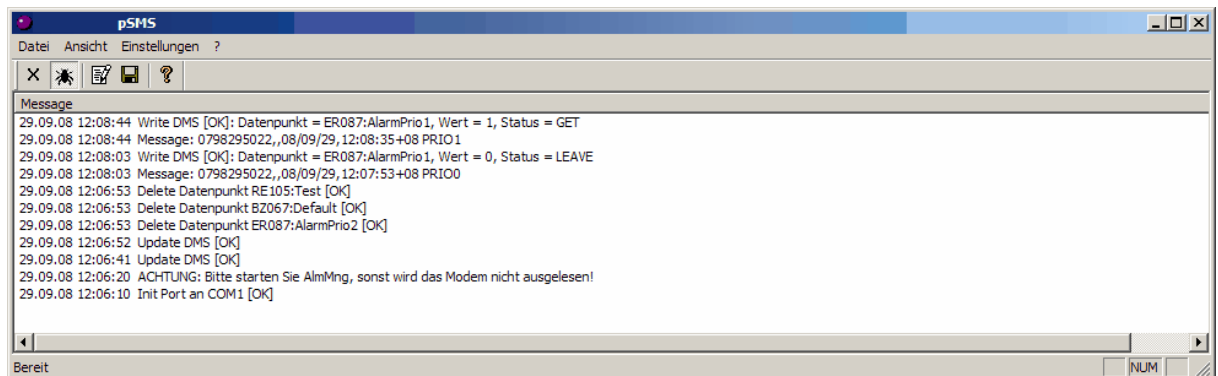 pSMS
Datei Ansicht Einstellungen ?
Message
29.09.08 12:08:44 Write DMS [OK]: Datenpunkt = ER087:AlarmPrio1, Wert = 1, Status = GET
29.09.08 12:08:44 Message: 0798295022,,08/09/29,12:08:35+08 PRIO1
29.09.08 12:08:03 Write DMS [OK]: Datenpunkt = ER087:AlarmPrio1, Wert = 0, Status = LEAVE
29.09.08 12:08:03 Message: 0798295022,,08/09/29,12:07:53+08 PRIO0
29.09.08 12:06:53 Delete Datenpunkt RE105:Test [OK]
29.09.08 12:06:53 Delete Datenpunkt BZ067:Default [OK]
29.09.08 12:06:53 Delete Datenpunkt ER087:AlarmPrio2 [OK]
29.09.08 12:06:52 Update DMS [OK]
29.09.08 12:06:41 Update DMS [OK]
29.09.08 12:06:20 ACHTUNG: Bitte starten Sie AlmMng, sonst wird das Modem nicht ausgelesen!
29.09.08 12:06:10 Init Port an COM1 [OK]
Bereit
NUM